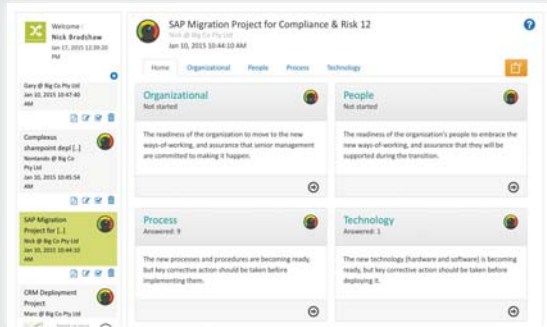 Welcome :
Nick Bradshaw
Jan 17, 2015 12:39:20
PM
Gary @ Big Co Pty Ltd
Jan 10, 2015 10:47:40
AM
Complexus
sharepoint depl [..]
Nontando @ Big Co
Pty Ltd
Jan 10, 2015 10:45:54
AM
SAP Migration
Project for [..]
Nick @ Big Co Pty Ltd
Jan 10, 2015 10:44:10
AM
CRM Deployment
Project
Marc @ Big Co Pty Ltd
SAP Migration Project for Compliance & Risk 12
Nick @ Big Co Pty Ltd
Jan 10, 2015 10:44:10 AM
Home Organizational People Process Technology
Organizational
Not started
The readiness of the organization to move to the new
ways-of-working, and assurance that senior management
are committed to making it happen.
People
Not started
The readiness of the organization's people to embrace the
new ways-of-working, and assurance that they will be
supported during the transition.
Process
Answered: 9
The new processes and procedures are becoming ready,
but key corrective action should be taken before
implementing them.
Technology
Answered: 1
The new technology (hardware and software) is becoming
ready, but key corrective action should be taken before
deploying it.